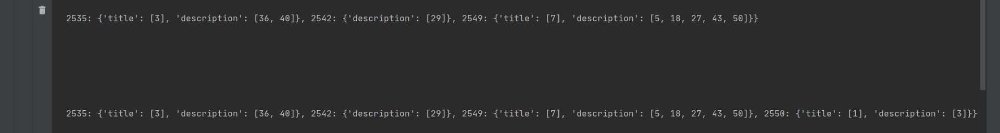 2535: {'title': [3], 'description': [36, 40]}, 2542: {'description': [29]}, 2549: {'title': [7], 'description': [5, 18, 27, 43, 50]}}
2535: {'title': [3], 'description': [36, 40]}, 2542: {'description': [29]}, 2549: {'title': [7], 'description': [5, 18, 27, 43, 50]}, 2550: {'title': [1], 'description': [3]}}